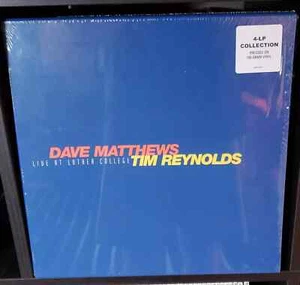 4-LP
COLLECTION
DAVE MATTHEWS
LIVE AT LUTHER COLLEGE
TIM REYNOLDS